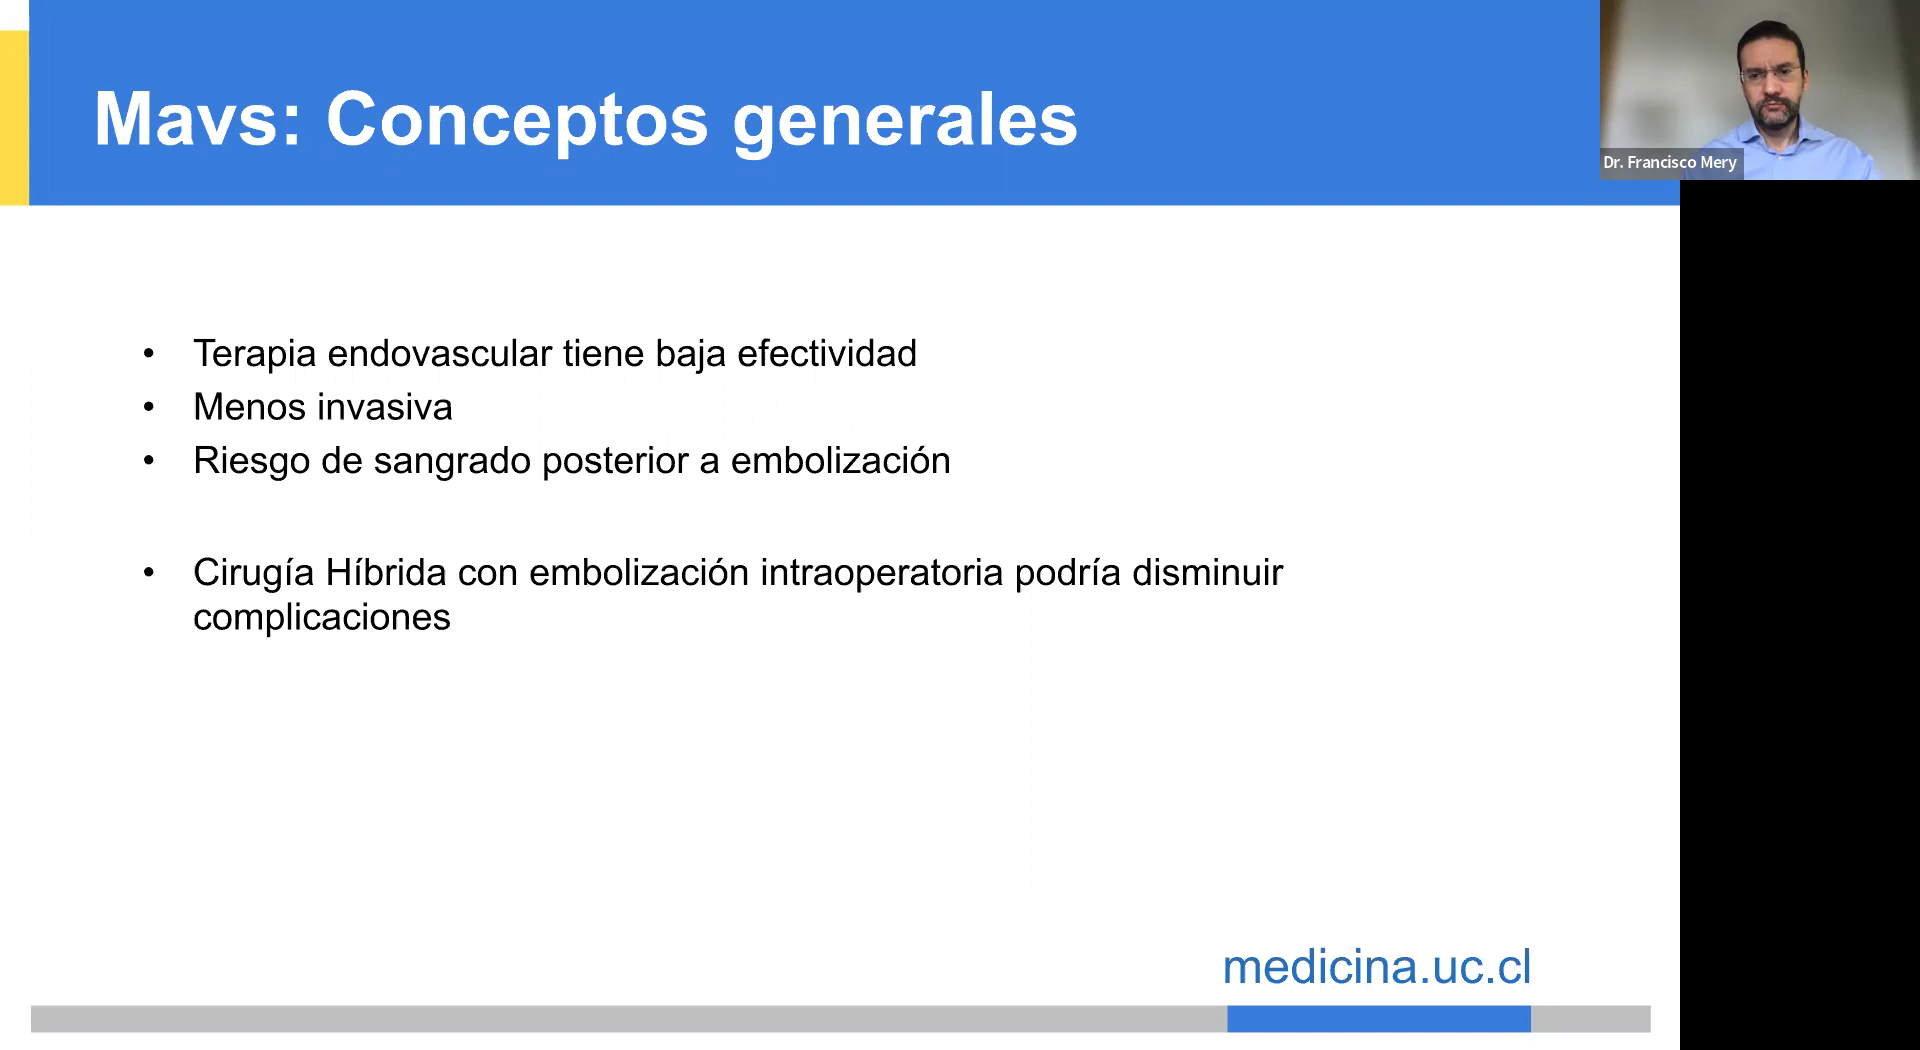 Mavs: Conceptos generales
Dr. Francisco Mery
• Terapia endovascular tiene baja efectividad
• Menos invasiva
• Riesgo de sangrado posterior a embolización
• Cirugía Híbrida con embolización intraoperatoria podría disminuir
complicaciones
medicina.uc.cl